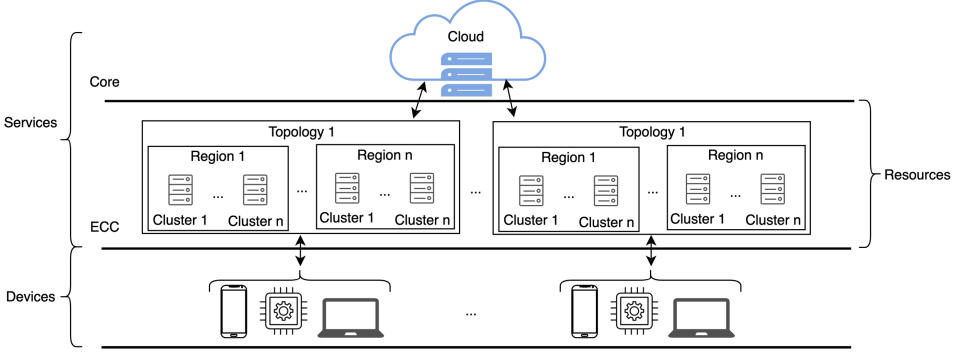 Cloud
Core
Services
Topology 1
Topology 1
Region 1
Region n
Region 1
Region n
Resources
...
...
...
...
...
...
...
Cluster 1
Cluster n
Cluster 1
Cluster n
Cluster 1
Cluster n
Cluster 1
Cluster n
ECC
Devices
...